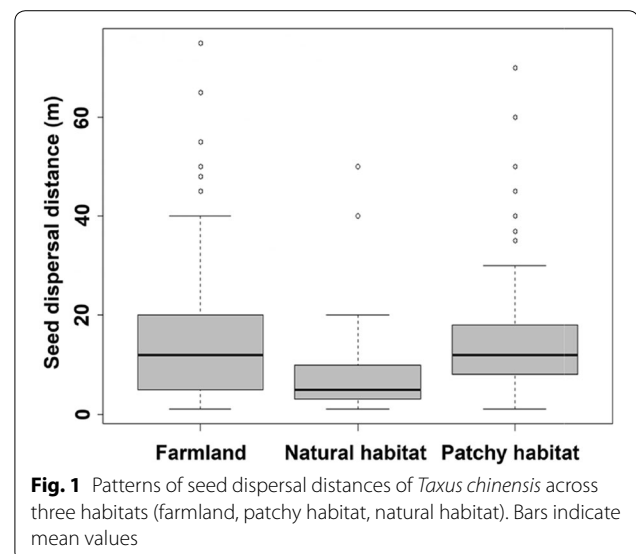 Seed dispersal distance (m)
60
40
20
0
Farmland Natural habitat Patchy habitat
Fig. 1 Patterns of seed dispersal distances of Taxus chinensis across
three habitats (farmland, patchy habitat, natural habitat). Bars indicate
mean values